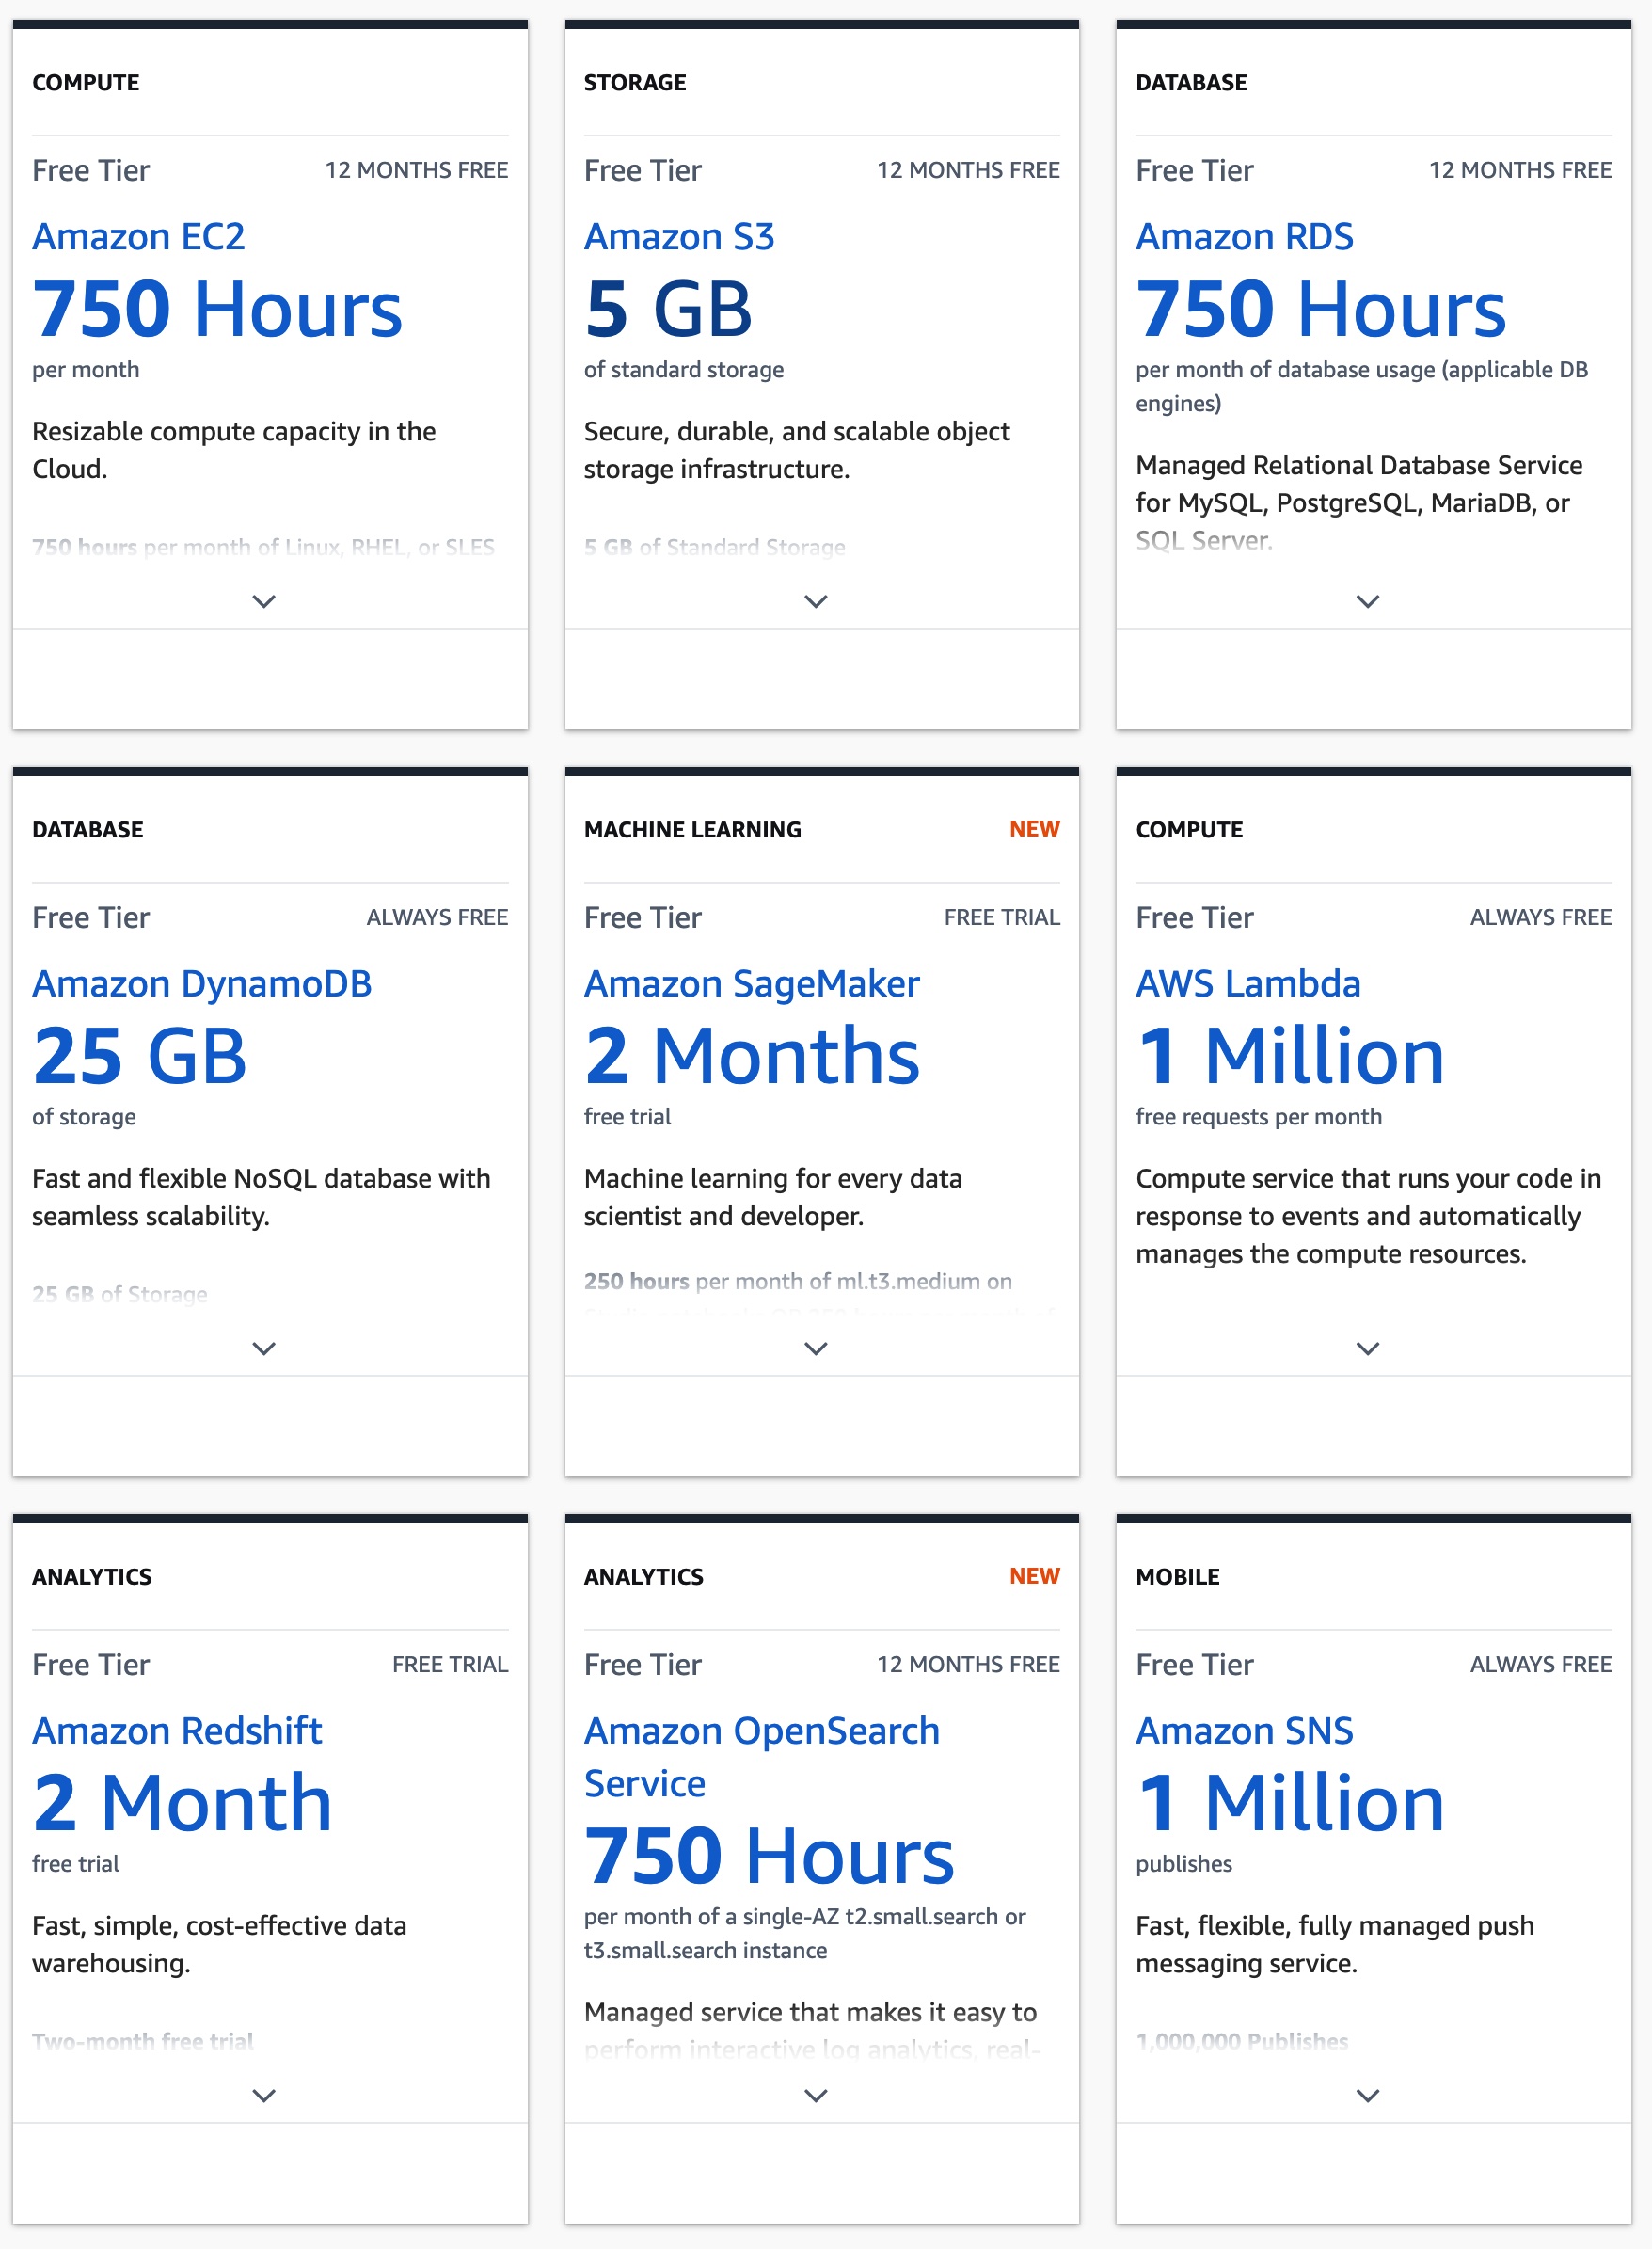 COMPUTE
Free Tier 12 MONTHS FREE
Amazon EC2
750 Hours
per month
Resizable compute capacity in the
Cloud.
750 hours per month of Linux, RHEL, or SLES
STORAGE
Free Tier 12 MONTHS FREE
Amazon S3
5 GB
of standard storage
Secure, durable, and scalable object
storage infrastructure.
5 GB of Standard Storage
DATABASE
Free Tier 12 MONTHS FREE
Amazon RDS
750 Hours
per month of database usage (applicable DB
engines)
Managed Relational Database Service
for MySQL, PostgreSQL, MariaDB, or
SQL Server.
DATABASE
Free Tier ALWAYS FREE
Amazon DynamoDB
25 GB
of storage
Fast and flexible NoSQL database with
seamless scalability.
25 GB of Storage
MACHINE LEARNING NEW
Free Tier FREE TRIAL
Amazon SageMaker
2 Months
free trial
Machine learning for every data
scientist and developer.
250 hours per month of ml.t3.medium on
COMPUTE
Free Tier ALWAYS FREE
AWS Lambda
1 Million
free requests per month
Compute service that runs your code in
response to events and automatically
manages the compute resources.
ANALYTICS
Free Tier FREE TRIAL
Amazon Redshift
2 Month
free trial
Fast, simple, cost-effective data
warehousing.
Two-month free trial
ANALYTICS NEW
Free Tier 12 MONTHS FREE
Amazon OpenSearch
Service
750 Hours
per month of a single-AZ t2.small.search or
t3.small.search instance
Managed service that makes it easy to
perform interactive log analytics, real-
MOBILE
Free Tier ALWAYS FREE
Amazon SNS
1 Million
publishes
Fast, flexible, fully managed push
messaging service.
1,000,000 Publishes